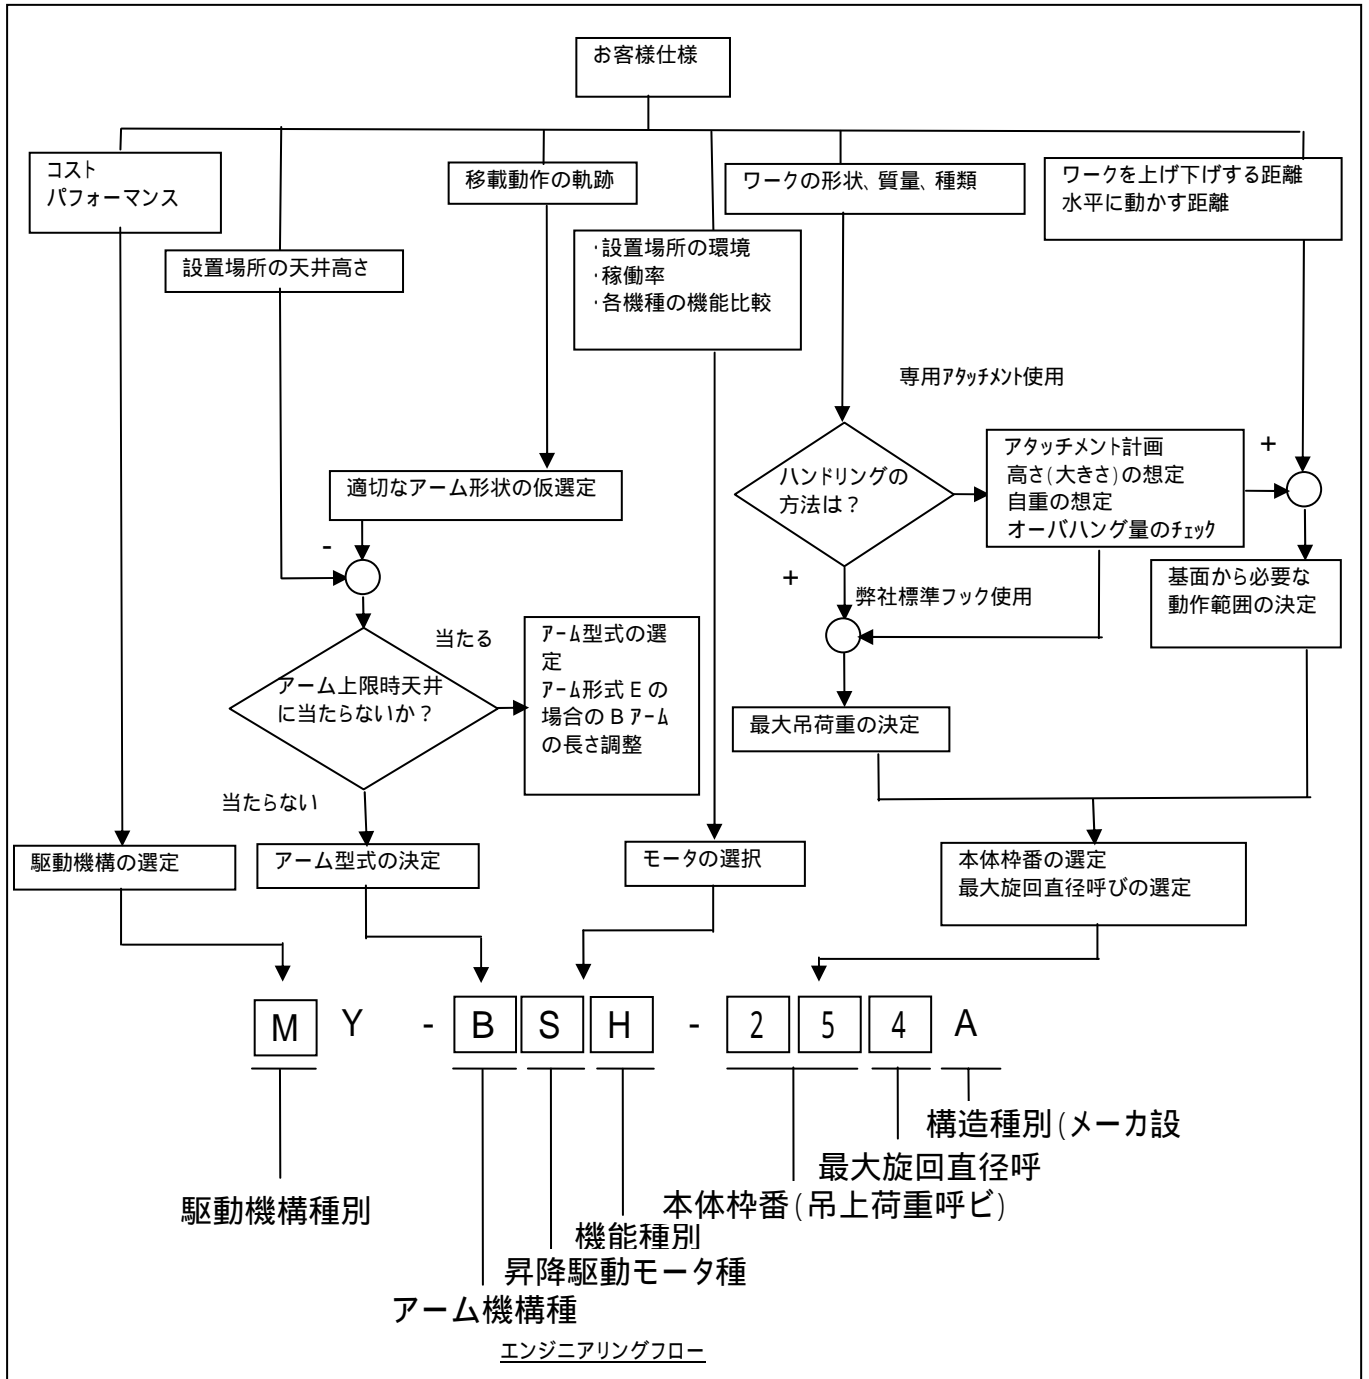 お客様仕様
コスト
パフォーマンス
移載動作の軌跡
ワークの形状、質量、種類
ワークを上げ下げする距離
水平に動かす距離
設置場所の天井高さ
・設置場所の環境
・稼働率
・各機種の機能比較
専用アタッチメント使用
適切なアーム形状の仮選定
ハンドリングの
方法は？
アタッチメント計画
高さ(大きさ)の想定
自重の想定
オーバハング量のチェック
+
-
+
弊社標準フック使用
基面から必要な
動作範囲の決定
当たる
アーム型式の選
定
アーム形式 E の
場合の B アーム
の長さ調整
アーム上限時天井
に当たらないか？
最大吊荷重の決定
当たらない
駆動機構の選定
アーム型式の決定
モータの選択
本体枠番の選定
最大旋回直径呼びの選定
M Y - B S H - 2 5 4 A
構造種別(メーカ設
最大旋回直径呼
本体枠番(吊上荷重呼ビ)
駆動機構種別
機能種別
昇降駆動モータ種
アーム機構種
エンジニアリングフロー